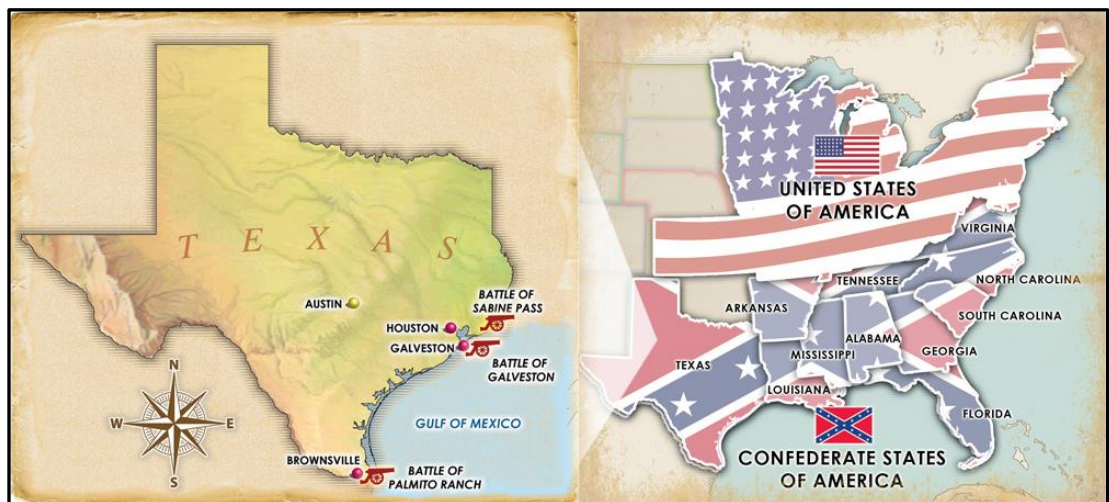 TEXAS
AUSTIN
BATTLE OF
SABINE PASS
HOUSTON
GALVESTON
BATTLE OF
GALVESTON
N
W
E
S
GULF OF MEXICO
BROWNSVILLE
BATTLE OF
PALMITO RANCH
UNITED STATES
OF AMERICA
VIRGINIA
TENNESSEE
NORTH CAROLINA
ARKANSAS
SOUTH CAROLINA
ALABAMA
MISSISSIPPI
GEORGIA
TEXAS
LOUISIANA
FLORIDA
CONFEDERATE STATES
OF AMERICA